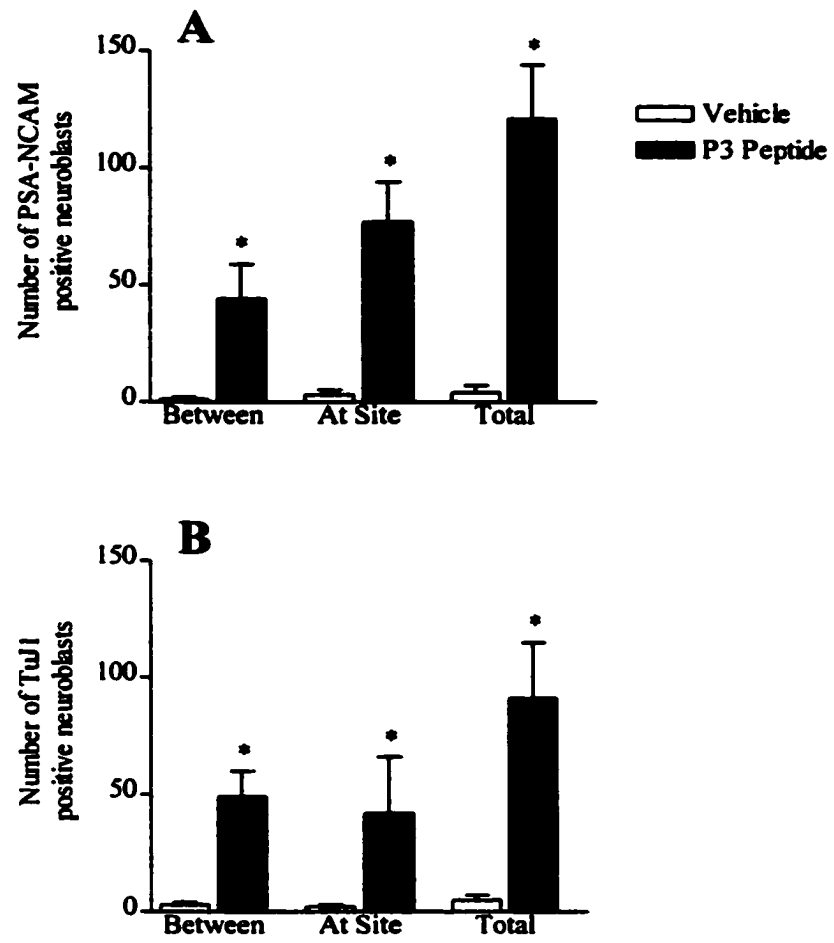 A
150
100
50
0
Number of PSA-NCAM
positive neuroblasts
*
*
*
Between
At Site
Total
Vehicle
P3 Peptide
B
150
100
50
0
Number of TuJ1
positive neuroblasts
*
*
*
Between
At Site
Total